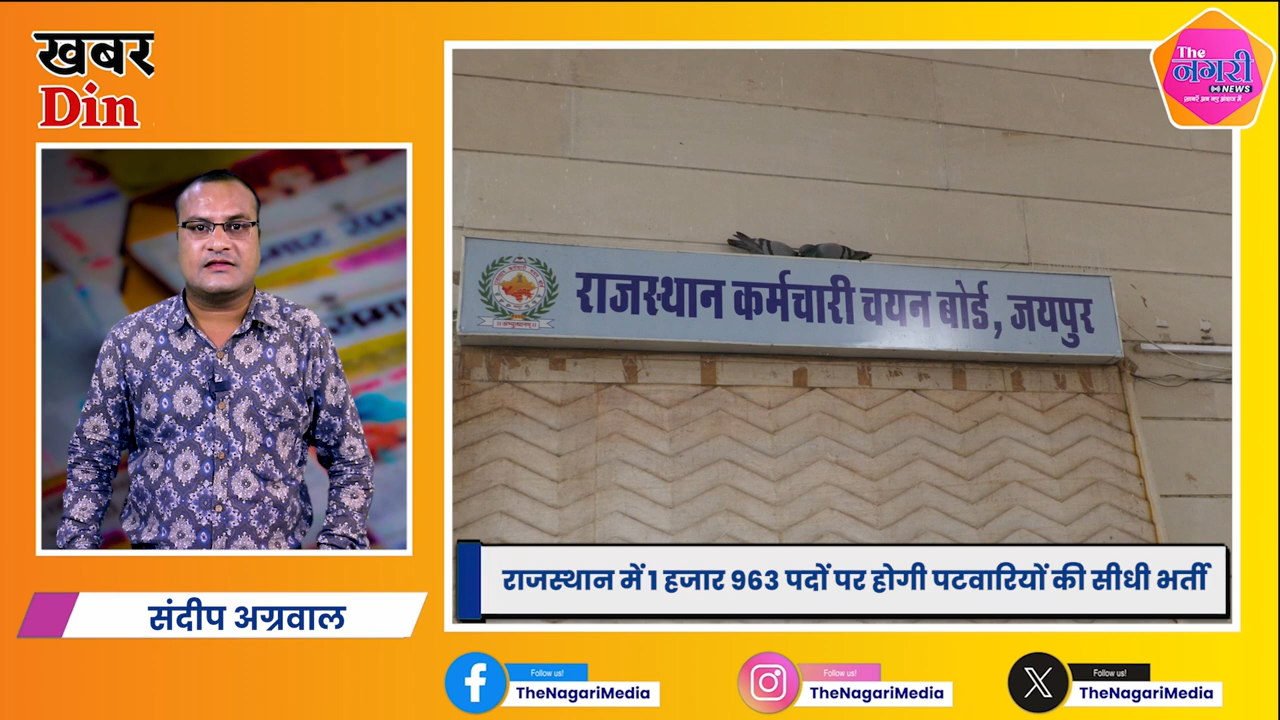 खबर
Din
The
नगरी
NEWS
राजस्थान कर्मचारी चयन बोर्ड, जयपुर
राजस्थान में 1 हजार 963 पदों पर होगी पटवारियों की सीधी भर्ती
संदीप अग्रवाल
Follow us!
TheNagariMedia
Follow us!
TheNagariMedia
Follow us!
TheNagariMedia